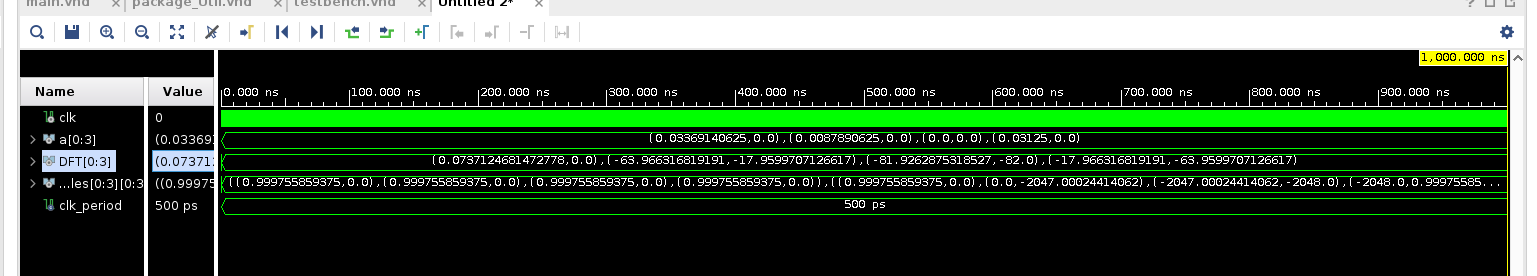 main.vhd package_Util.vhd testbench.vhd Untitled 2*
1,000.000 ns
Name Value 0.000 ns 100.000 ns 200.000 ns 300.000 ns 400.000 ns 500.000 ns 600.000 ns 700.000 ns 800.000 ns 900.000 ns
clk 0
a[0:3] (0.03369 (0.03369140625,0.0),(0.0087890625,0.0),(0.0,0.0),(0.03125,0.0)
DFT[0:3] (0.07371 (0.0737124681472778,0.0),(-63.966316819191,-17.9599707126617),(-81.9262875318527,-82.0),(-17.966316819191,-63.9599707126617)
...les[0:3][0:3 ((0.99975 ((0.999755859375,0.0),(0.999755859375,0.0),(0.999755859375,0.0),(0.999755859375,0.0)),((0.999755859375,0.0),(0.0,-2047.00024414062),(-2047.00024414062,-2048.0),(-2048.0,0.99975585...
clk_period 500 ps 500 ps